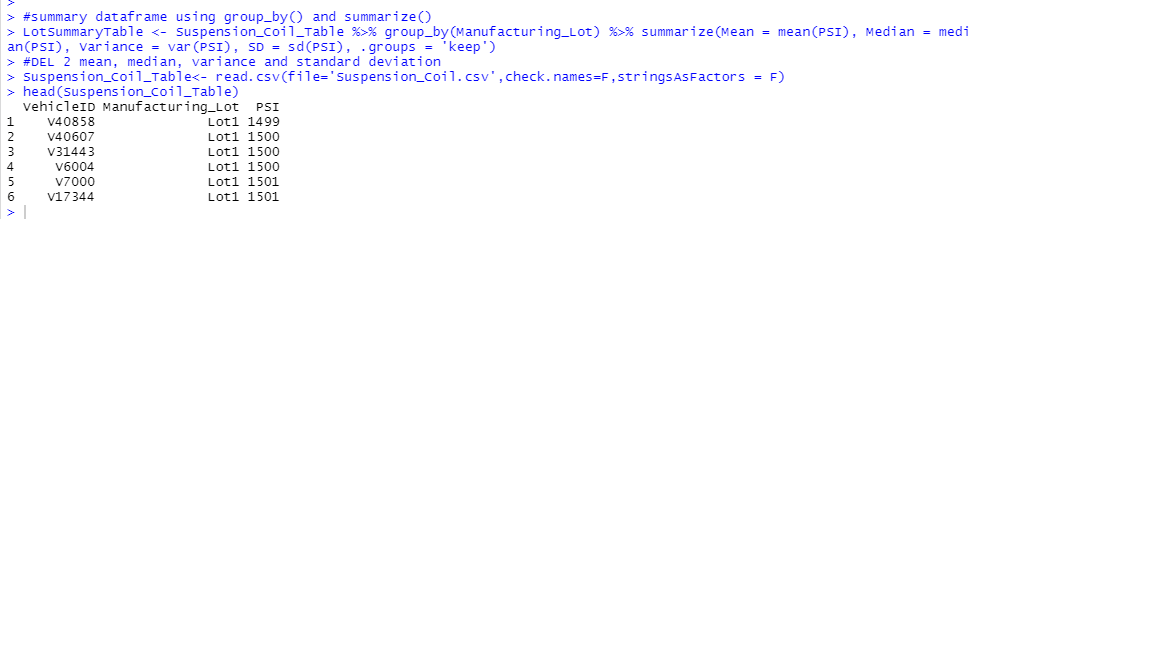 >
> #summary dataframe using group_by() and summarize()
> LotSummaryTable <- Suspension_Coil_Table %>% group_by(Manufacturing_Lot) %>% summarize(Mean = mean(PSI), Median = medi
an(PSI), Variance = var(PSI), SD = sd(PSI), .groups = 'keep')
> #DEL 2 mean, median, variance and standard deviation
> Suspension_Coil_Table<- read.csv(file='Suspension_Coil.csv',check.names=F,stringsAsFactors = F)
> head(Suspension_Coil_Table)
  VehicleID Manufacturing_Lot  PSI
1    V40858              Lot1 1499
2    V40607              Lot1 1500
3    V31443              Lot1 1500
4     V6004              Lot1 1500
5     V7000              Lot1 1501
6    V17344              Lot1 1501
>